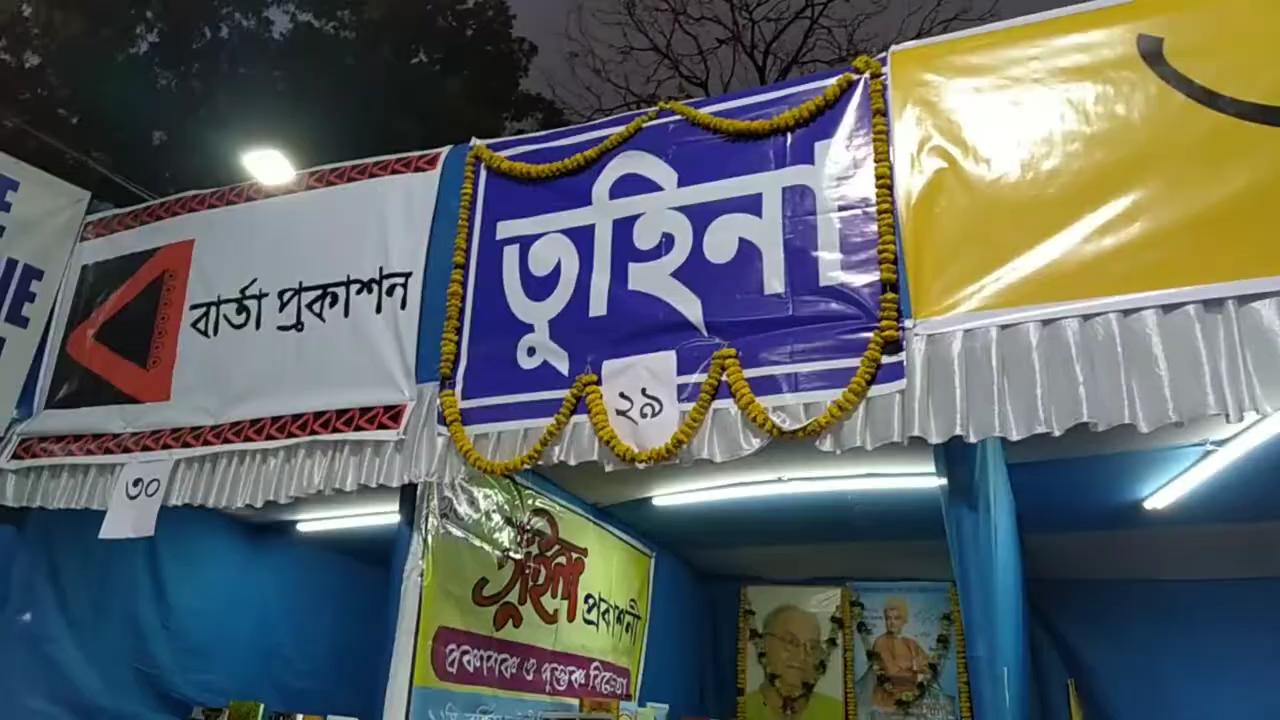 বার্তা প্রকাশন
৩০
তুহিনা
২৯
তুহিনা
প্রকাশনী
প্রকাশক ও পুস্তক বিক্রেতা